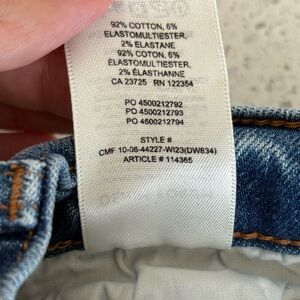 92% COTTON, 6%
ELASTOMULTIESTER,
2% ELASTANE
92% COTON, 6%
ÉLASTOMULTIESTER,
2% ÉLASTHANNE
CA 23725 RN 122354
PO 4500212792
PO 4500212793
PO 4500212794
STYLE #
CMF 10-08-44227-WI23(DW834)
ARTICLE # 114365